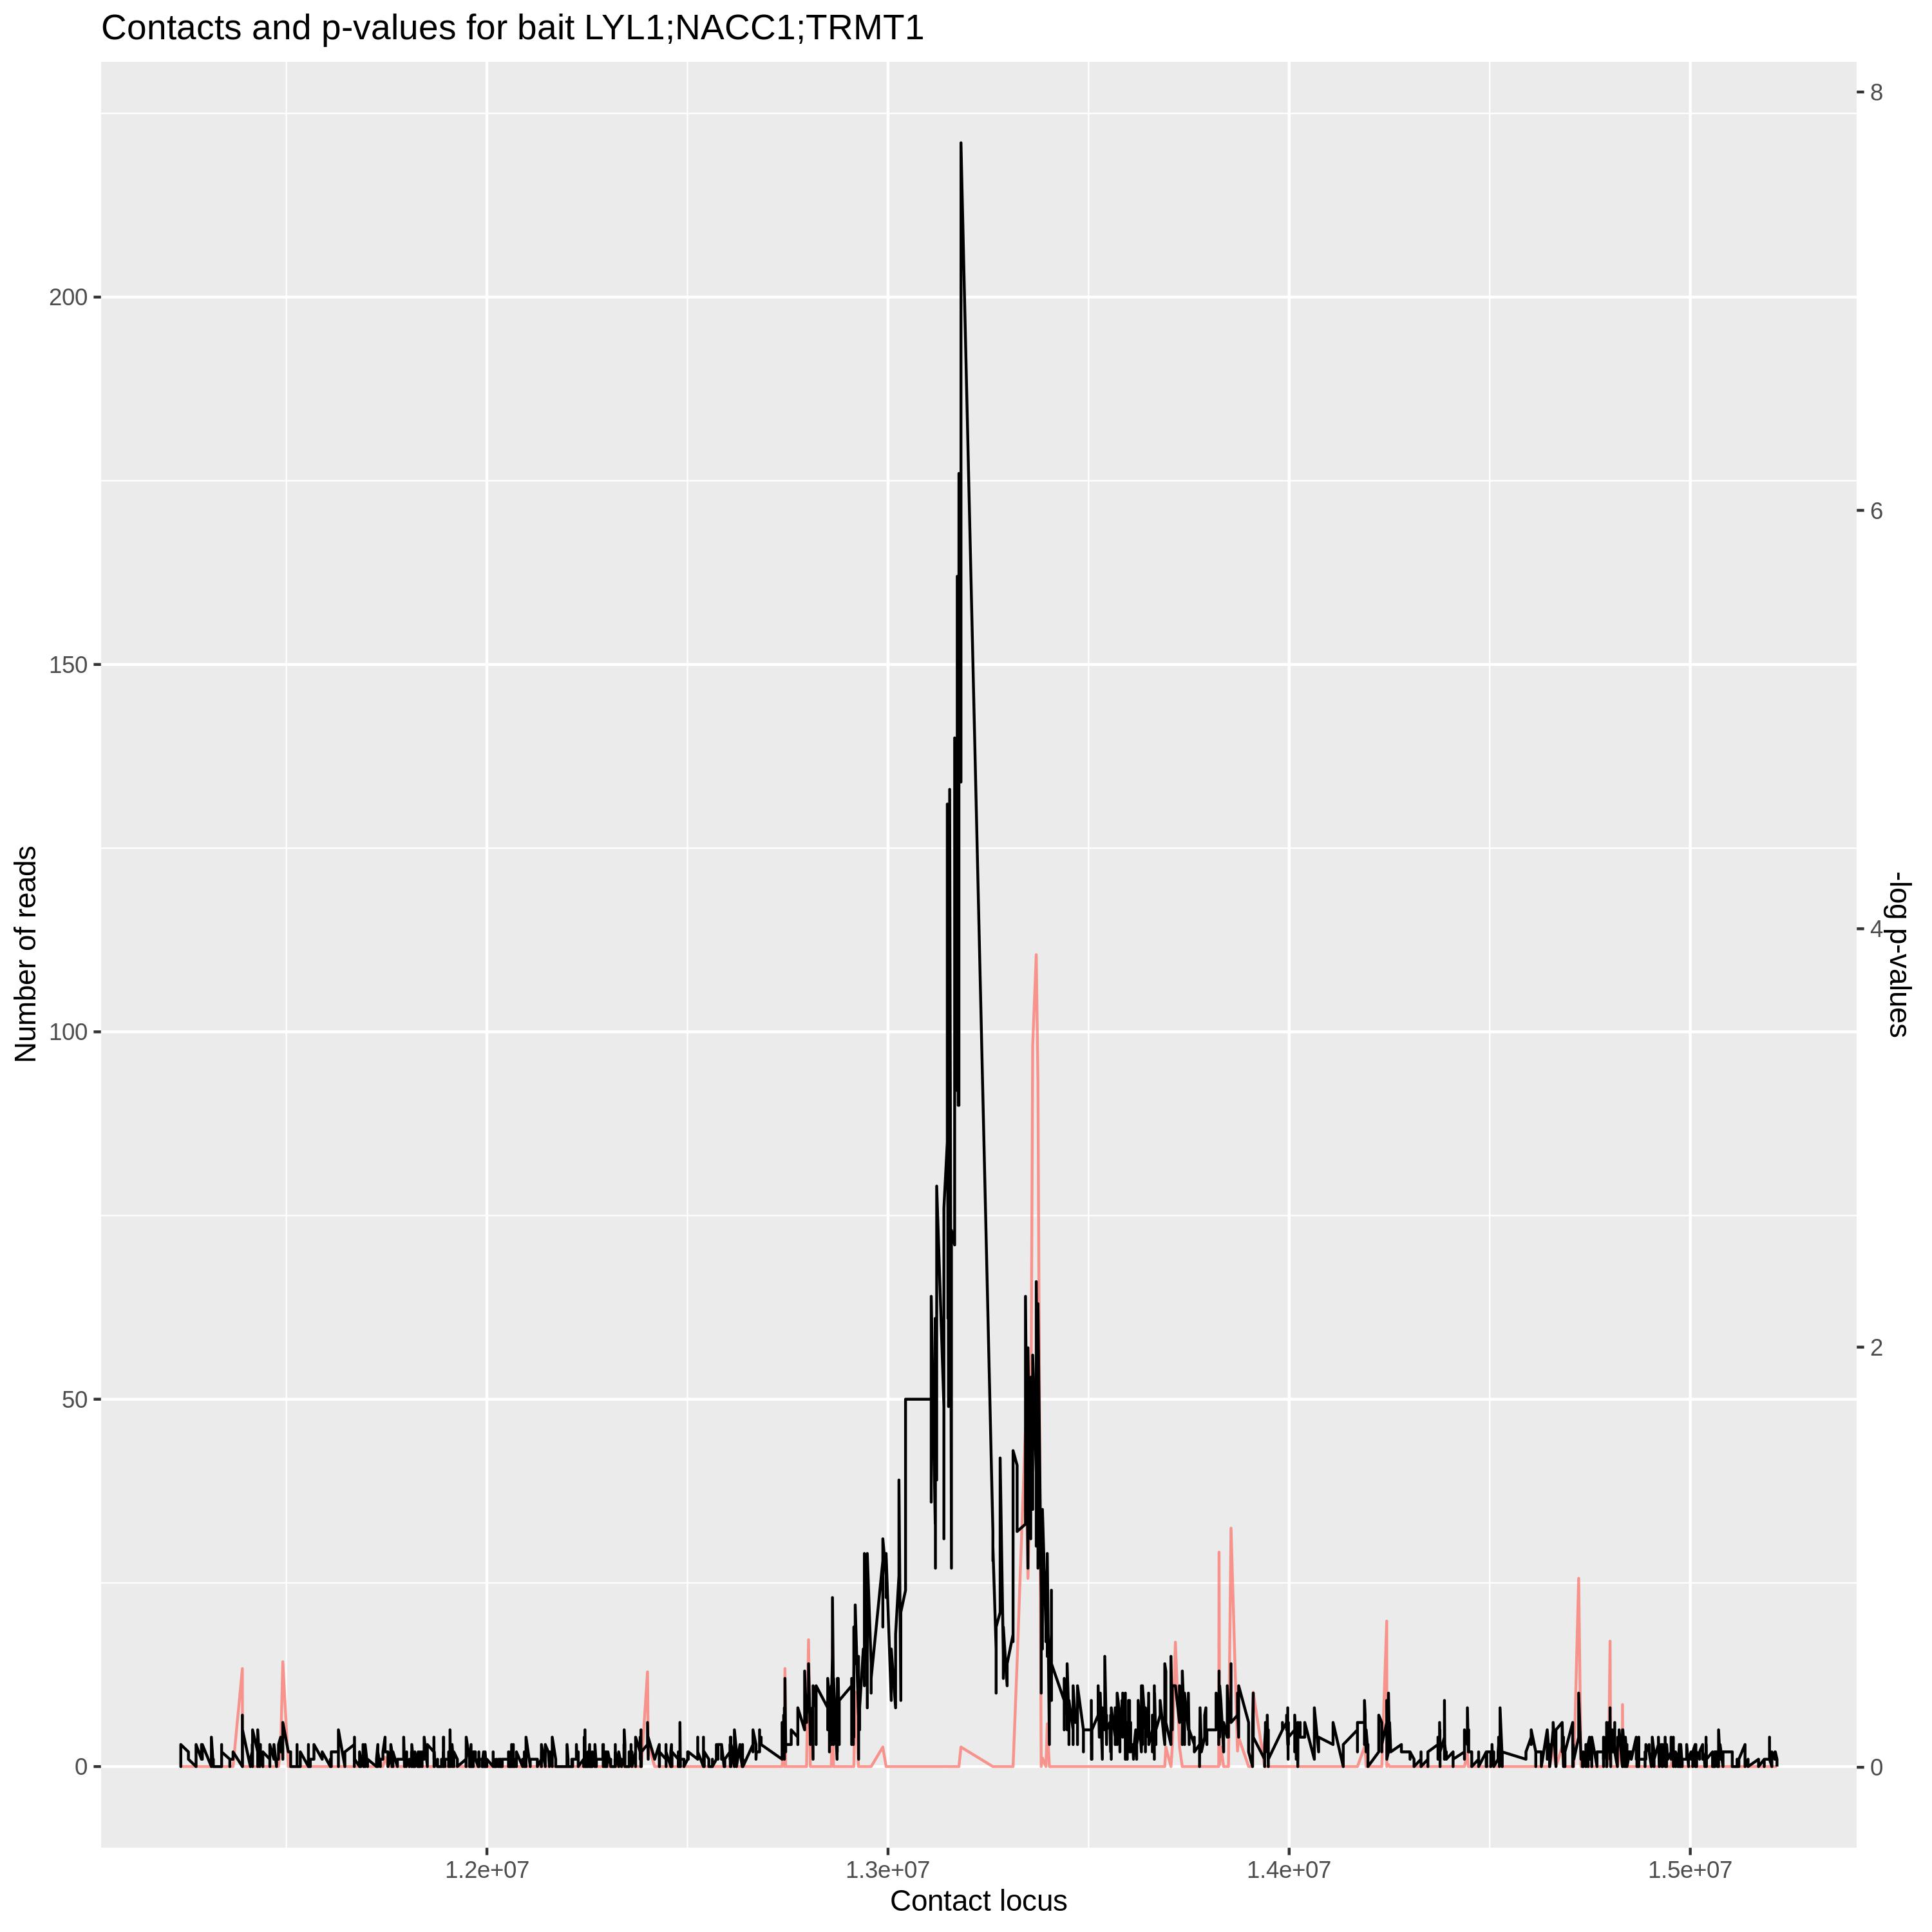 Contacts and p-values for bait LYL1;NACC1;TRMT1
Number of reads
200
150
100
50
0
8
6
4
2
0
-log p-values
1.2e+07 1.3e+07 1.4e+07 1.5e+07
Contact locus